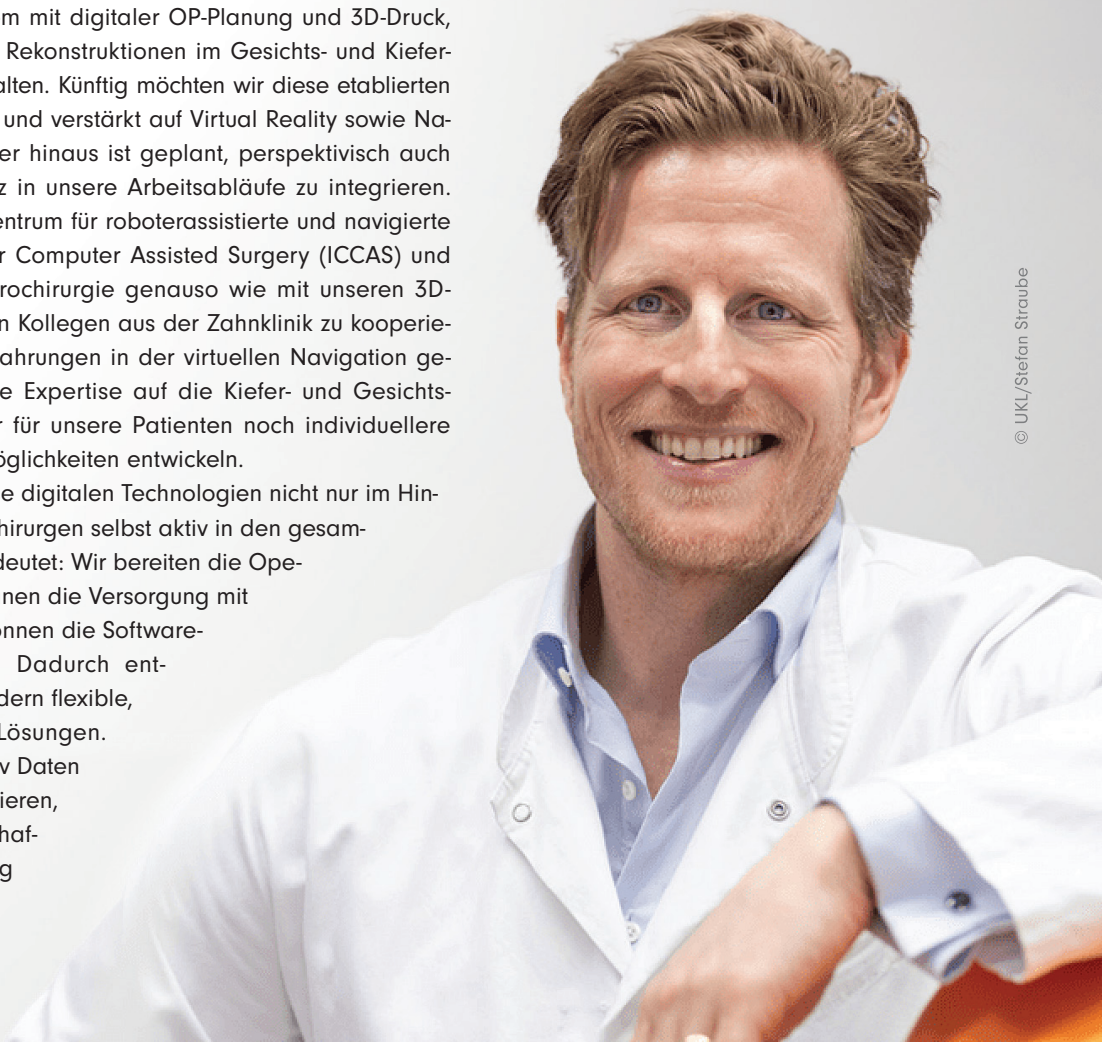 m mit digitaler OP-Planung und 3D-Druck,
Rekonstruktionen im Gesichts- und Kiefer-
alten. Künftig möchten wir diese etablierten
und verstärkt auf Virtual Reality sowie Na-
er hinaus ist geplant, perspektivisch auch
z in unsere Arbeitsabläufe zu integrieren.
entrum für roboterassistierte und navigierte
r Computer Assisted Surgery (ICCAS) und
rochirurgie genauso wie mit unseren 3D-
n Kollegen aus der Zahnklinik zu kooperie-
ahrungen in der virtuellen Navigation ge-
e Expertise auf die Kiefer- und Gesichts-
r für unsere Patienten noch individuellere
öglichkeiten entwickeln.
e digitalen Technologien nicht nur im Hin-
hirurgen selbst aktiv in den gesam-
deutet: Wir bereiten die Ope-
nen die Versorgung mit
önnen die Software-
Dadurch ent-
dern flexible,
Lösungen.
v Daten
ieren,
haf-
g
© UKL/Stefan Straube